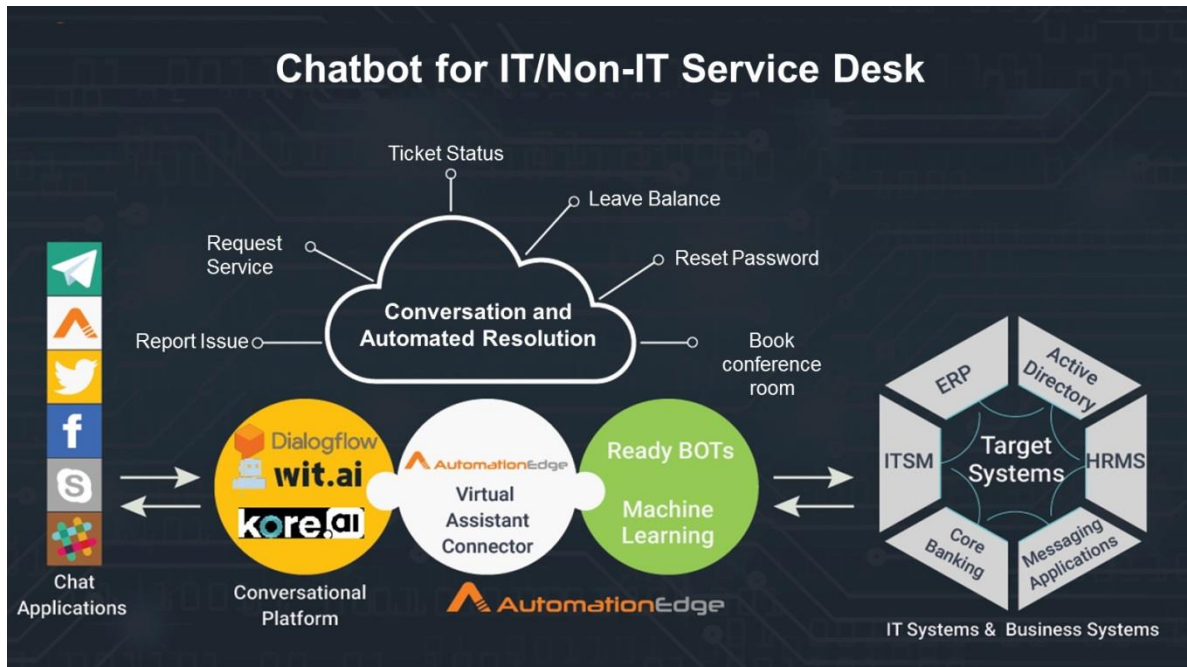 Chatbot for IT/Non-IT Service Desk
Ticket Status
Leave Balance
Request
Service
Reset Password
Report Issue
Conversation and
Automated Resolution
Book
conference
room
Dialogflow
wit.ai
kore.ai
AutomationEdge
Virtual
Assistant
Connector
Ready BOTs
Machine
Learning
ERP
Active
Directory
ITSM
Target
Systems
HRMS
Core
Banking
Messaging
Applications
f
S
Chat
Applications
Conversational
Platform
AutomationEdge
IT Systems & Business Systems